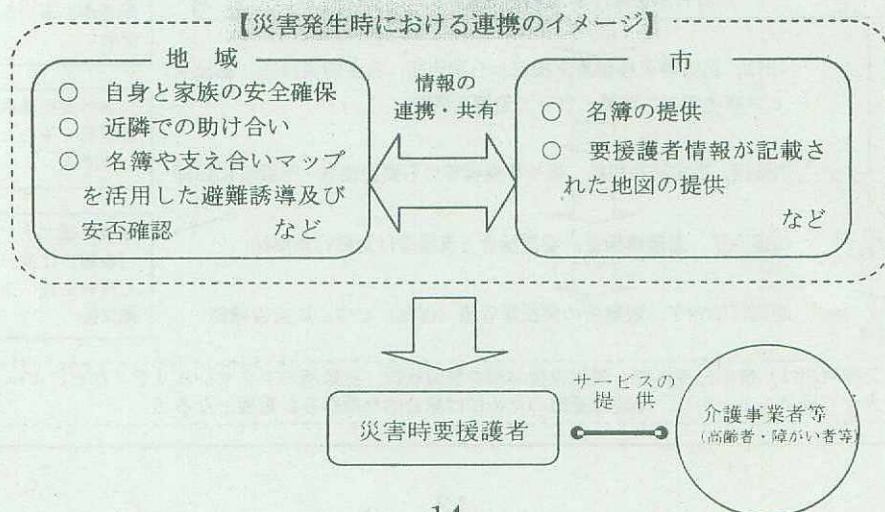 【災害発生時における連携のイメージ】
地 域
○ 自身と家族の安全確保
○ 近隣での助け合い
○ 名簿や支え合いマップ
を活用した避難誘導及び
安否確認 など
情報の
連携・共有
市
○ 名簿の提供
○ 要援護者情報が記載さ
れた地図の提供
など
災害時要援護者
サービスの
提 供
介護事業者等
(高齢者・障がい者等)
14